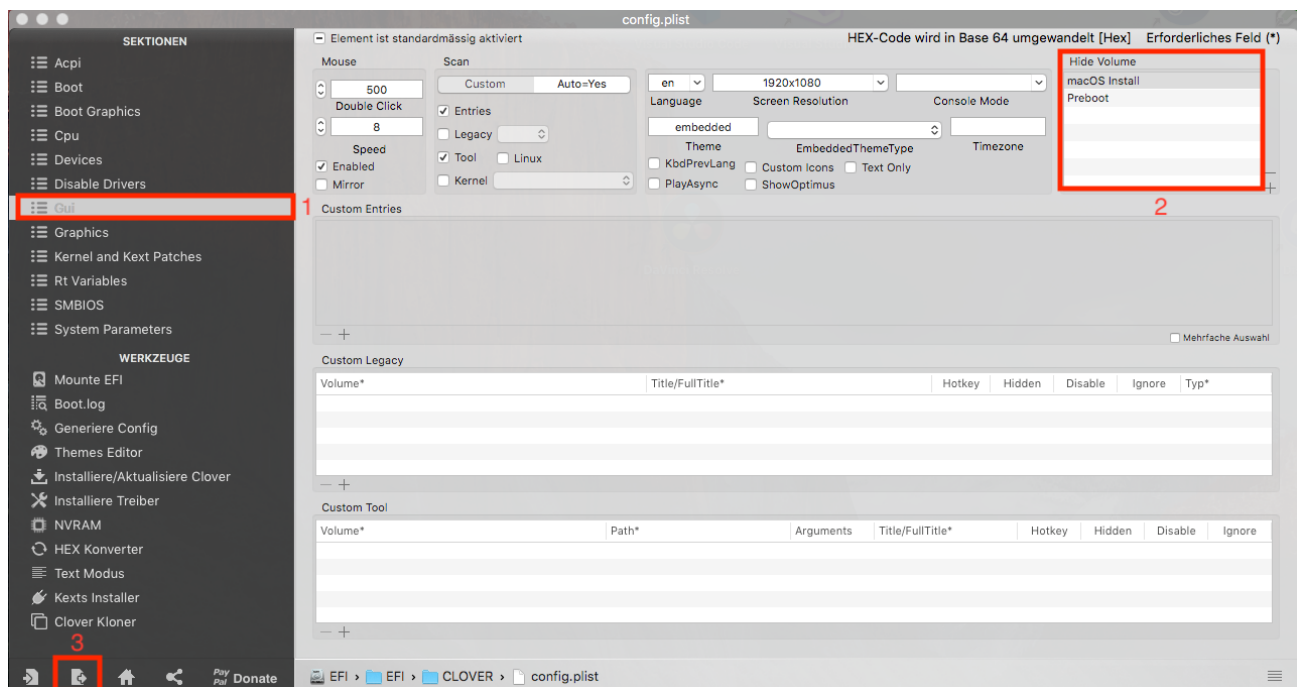 config.plist
SEKTIONEN
Acpi
Boot
Boot Graphics
Cpu
Devices
Disable Drivers
Gui
1
Graphics
Kernel and Kext Patches
Rt Variables
SMBIOS
System Parameters
WERKZEUGE
Mounte EFI
Boot.log
Generiere Config
Themes Editor
Installiere/Aktualisiere Clover
Installiere Treiber
NVRAM
HEX Konverter
Text Modus
Kexts Installer
Clover Kloner
3
Pay Pal Donate
Element ist standardmässig aktiviert
HEX-Code wird in Base 64 umgewandelt [Hex] Erforderliches Feld (*)
Mouse
500
Double Click
8
Speed
Enabled
Mirror
Scan
Custom Auto=Yes
Entries
Legacy
Tool Linux
Kernel
en 1920x1080
Language Screen Resolution Console Mode
embedded
Theme EmbeddedThemeType Timezone
KbdPrevLang Custom Icons Text Only
PlayAsync ShowOptimus
Hide Volume
macOS Install
Preboot
2
Custom Entries
Mehrfache Auswahl
Custom Legacy
Volume* Title/FullTitle* Hotkey Hidden Disable Ignore Typ*
Custom Tool
Volume* Path* Arguments Title/FullTitle* Hotkey Hidden Disable Ignore
EFI › EFI › CLOVER › config.plist